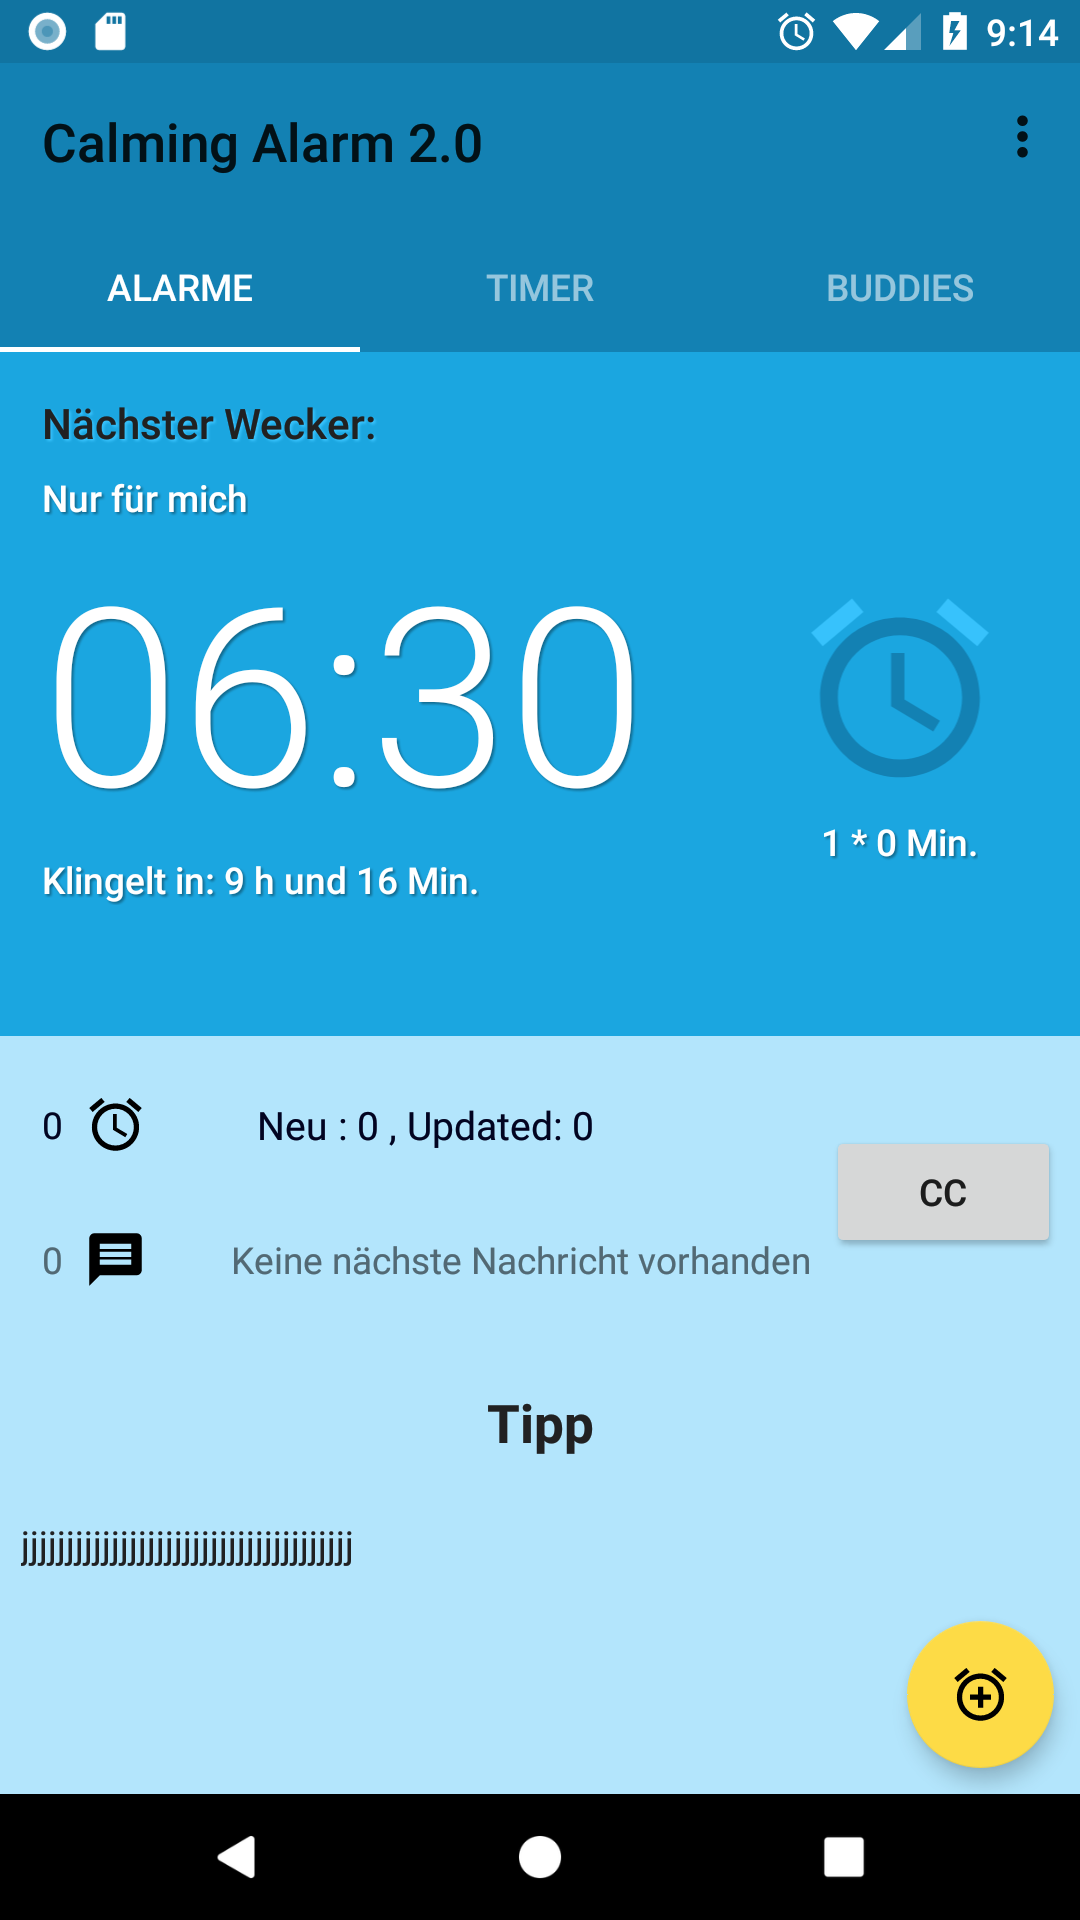 9:14
Calming Alarm 2.0
ALARME TIMER BUDDIES
Nächster Wecker:
Nur für mich
06:30
1 * 0 Min.
Klingelt in: 9 h und 16 Min.
0 Neu : 0 , Updated: 0
CC
0 Keine nächste Nachricht vorhanden
Tipp
jjjjjjjjjjjjjjjjjjjjjjjjjjjjjjjjjjjjj